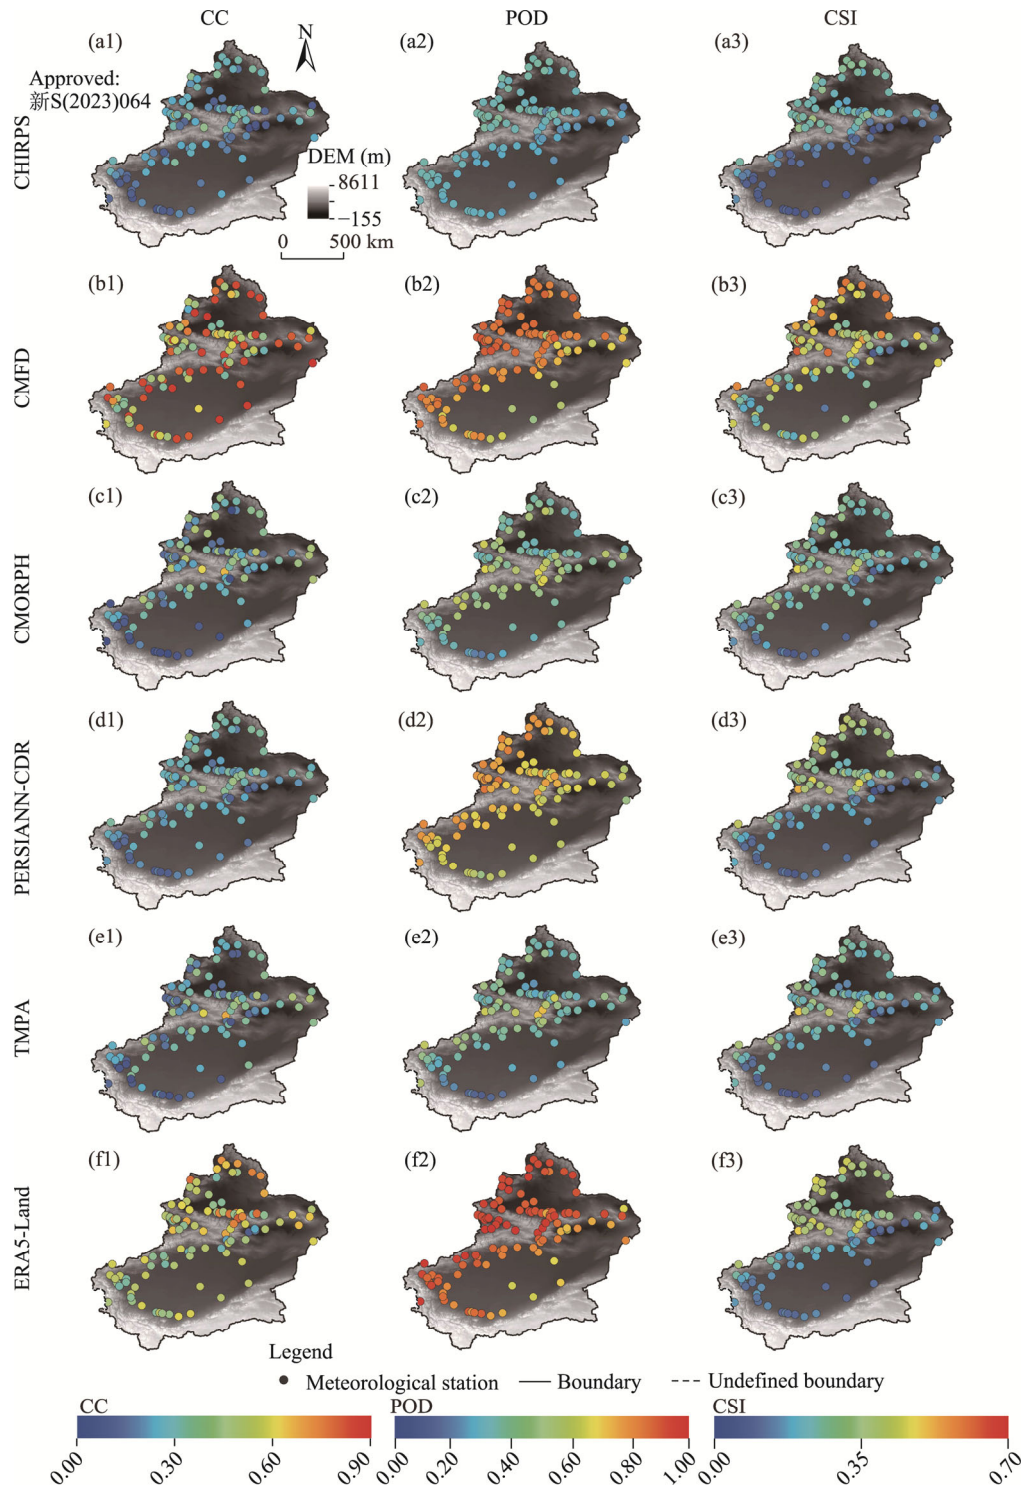 CC POD CSI
(a1) N (a2) (a3)
Approved:
新S(2023)064
CHIRPS
DEM (m)
8611
−155
0 500 km
(b1) (b2) (b3)
CMFD
(c1) (c2) (c3)
CMORPH
(d1) (d2) (d3)
PERSIANN-CDR
(e1) (e2) (e3)
TMPA
(f1) (f2) (f3)
ERA5-Land
Legend
Meteorological station Boundary Undefined boundary
CC POD CSI
0.00 0.30 0.60 0.90 0.00 0.20 0.40 0.60 0.80 1.00 0.00 0.35 0.70